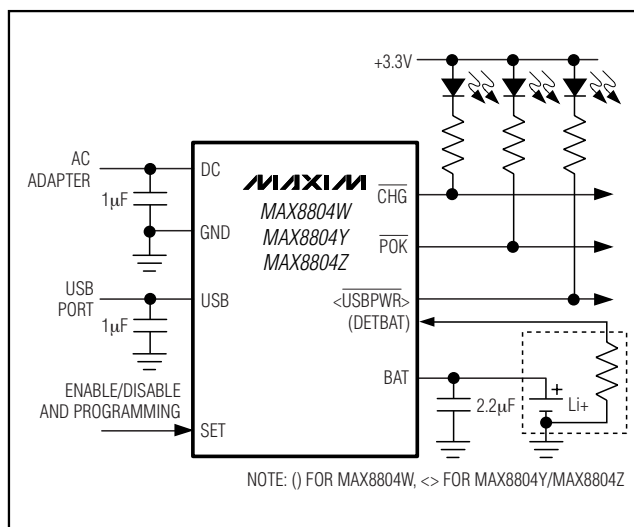 +3.3V
AC
ADAPTER
DC
1µF
MAXIM
MAX8804W
MAX8804Y
MAX8804Z
CHG
GND
POK
USB
PORT
USB
<USBPWR>
1µF
(DETBAT)
BAT
ENABLE/DISABLE
AND PROGRAMMING
SET
2.2µF
+
Li+
NOTE: () FOR MAX8804W, <> FOR MAX8804Y/MAX8804Z